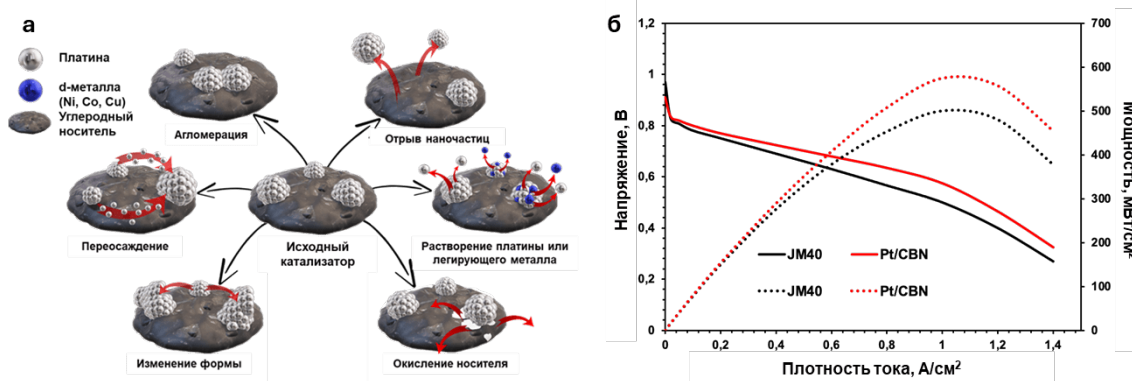 а
Платина
d-металла
(Ni, Co, Cu)
Углеродный
носитель
Агломерация
Отрыв наночастиц
Переосаждение
Исходный
катализатор
Растворение платины или
легирующего металла
Изменение формы
Окисление носителя
б
Напряжение, В
1,2
1
0,8
0,6
0,4
0,2
0
0 0,2 0,4 0,6 0,8 1 1,2 1,4
Плотность тока, А/см²
JM40 Pt/CBN
JM40 Pt/CBN
700
600
500
400
300
200
100
0
Мощность, мВт/см²